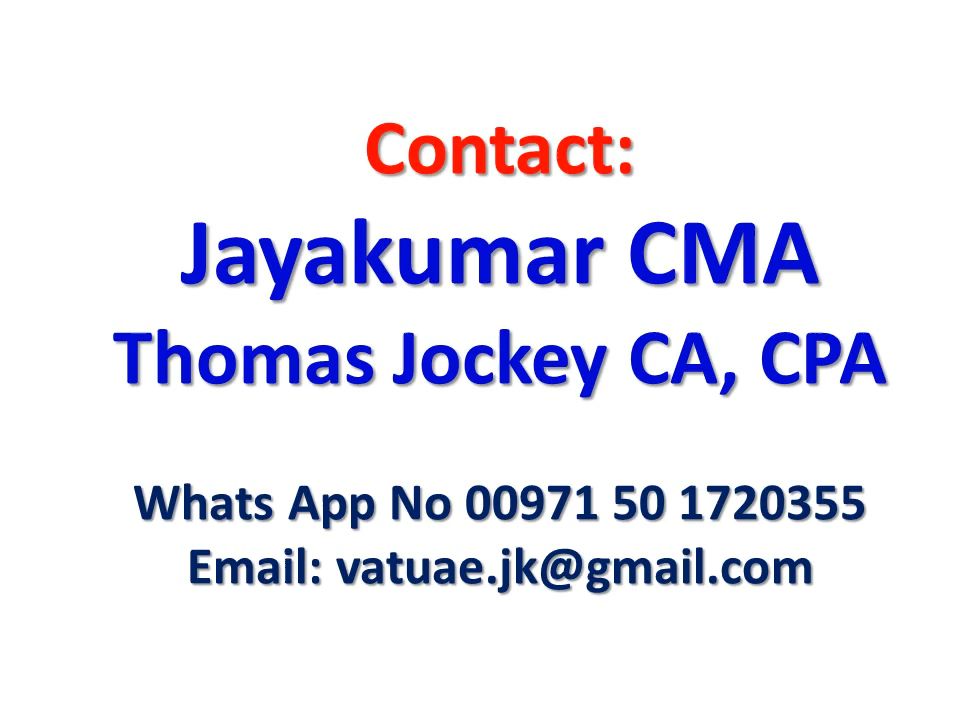 Contact:
Jayakumar CMA
Thomas Jockey CA, CPA
Whats App No 00971 50 1720355
Email: vatuae.jk@gmail.com